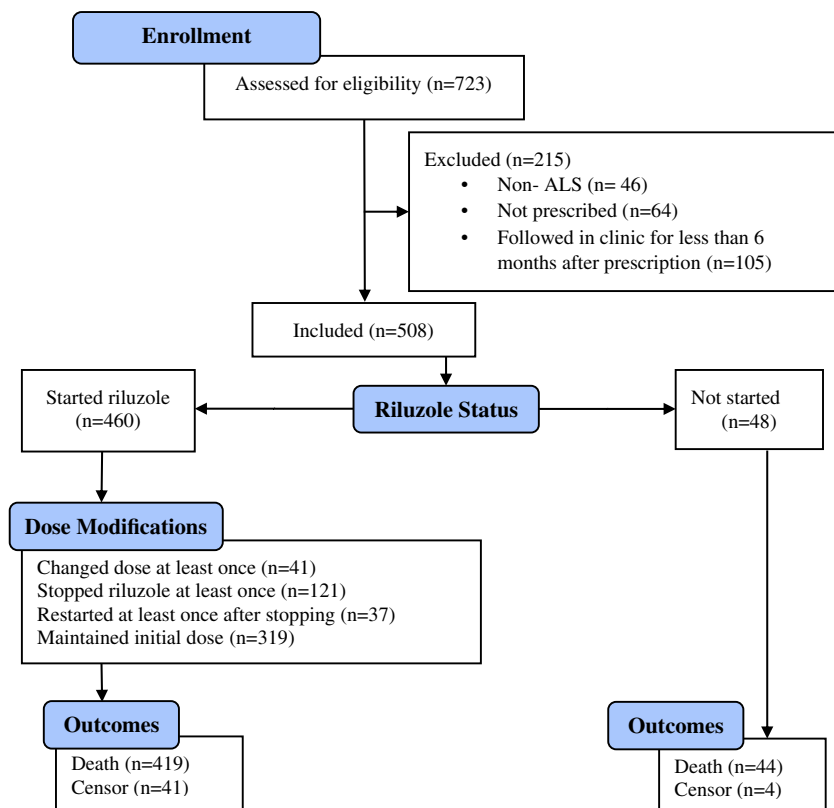 Enrollment
Assessed for eligibility (n=723)
Excluded (n=215)
• Non- ALS (n= 46)
• Not prescribed (n=64)
• Followed in clinic for less than 6
months after prescription (n=105)
Included (n=508)
Started riluzole
(n=460)
Riluzole Status
Not started
(n=48)
Dose Modifications
Changed dose at least once (n=41)
Stopped riluzole at least once (n=121)
Restarted at least once after stopping (n=37)
Maintained initial dose (n=319)
Outcomes
Death (n=419)
Censor (n=41)
Outcomes
Death (n=44)
Censor (n=4)